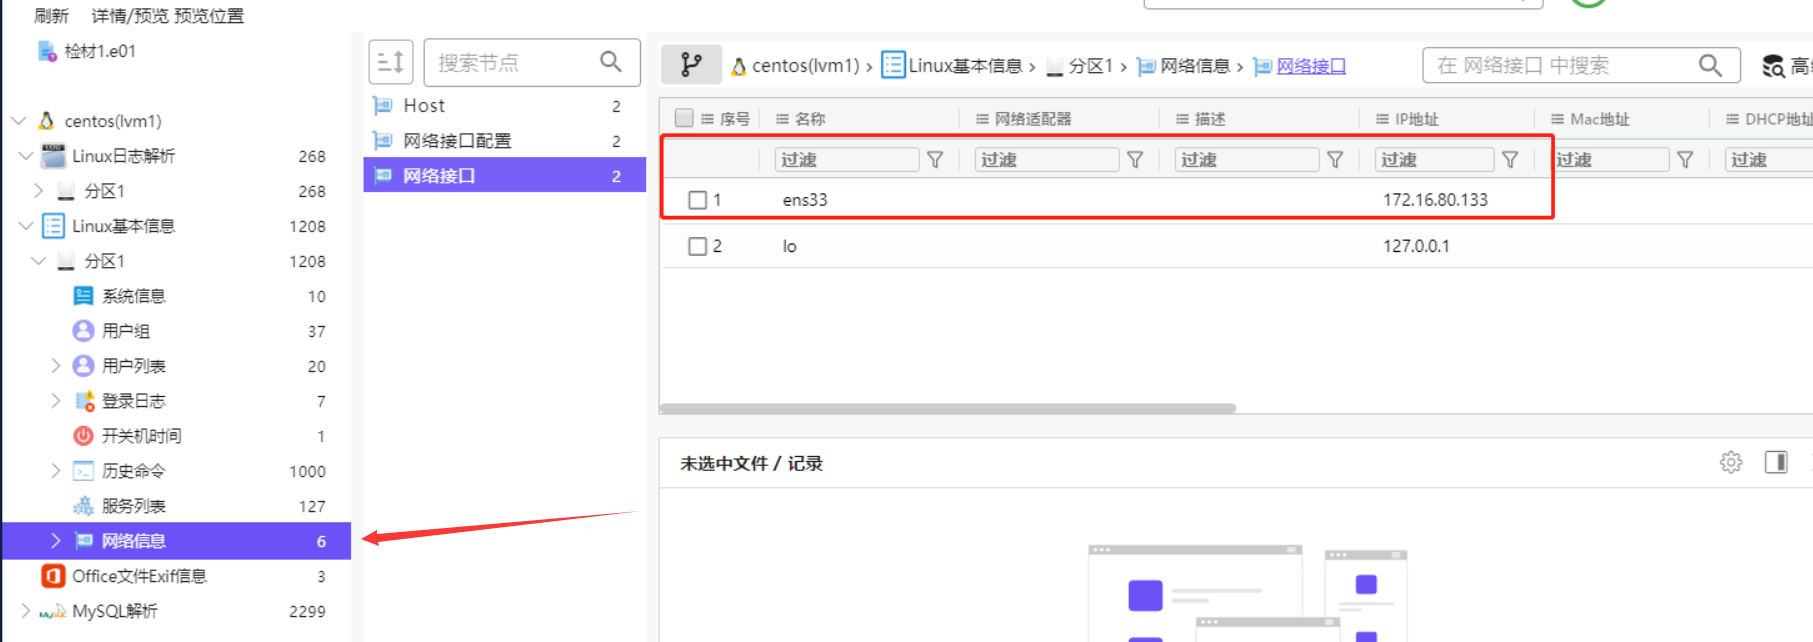 刷新 详情/预览 预览位置
检材1.e01
centos(lvm1)
Linux日志解析 268
分区1 268
Linux基本信息 1208
分区1 1208
系统信息 10
用户组 37
用户列表 20
登录日志 7
开关机时间 1
历史命令 1000
服务列表 127
网络信息 6
Office文件Exif信息 3
MySQL解析 2299
搜索节点
Host 2
网络接口配置 2
网络接口 2
centos(lvm1) › Linux基本信息 › 分区1 › 网络信息 › 网络接口
在 网络接口 中搜索
序号 名称 网络适配器 描述 IP地址 Mac地址 DHCP地址
过滤 过滤 过滤 过滤 过滤 过滤
1 ens33 172.16.80.133
2 lo 127.0.0.1
未选中文件 / 记录